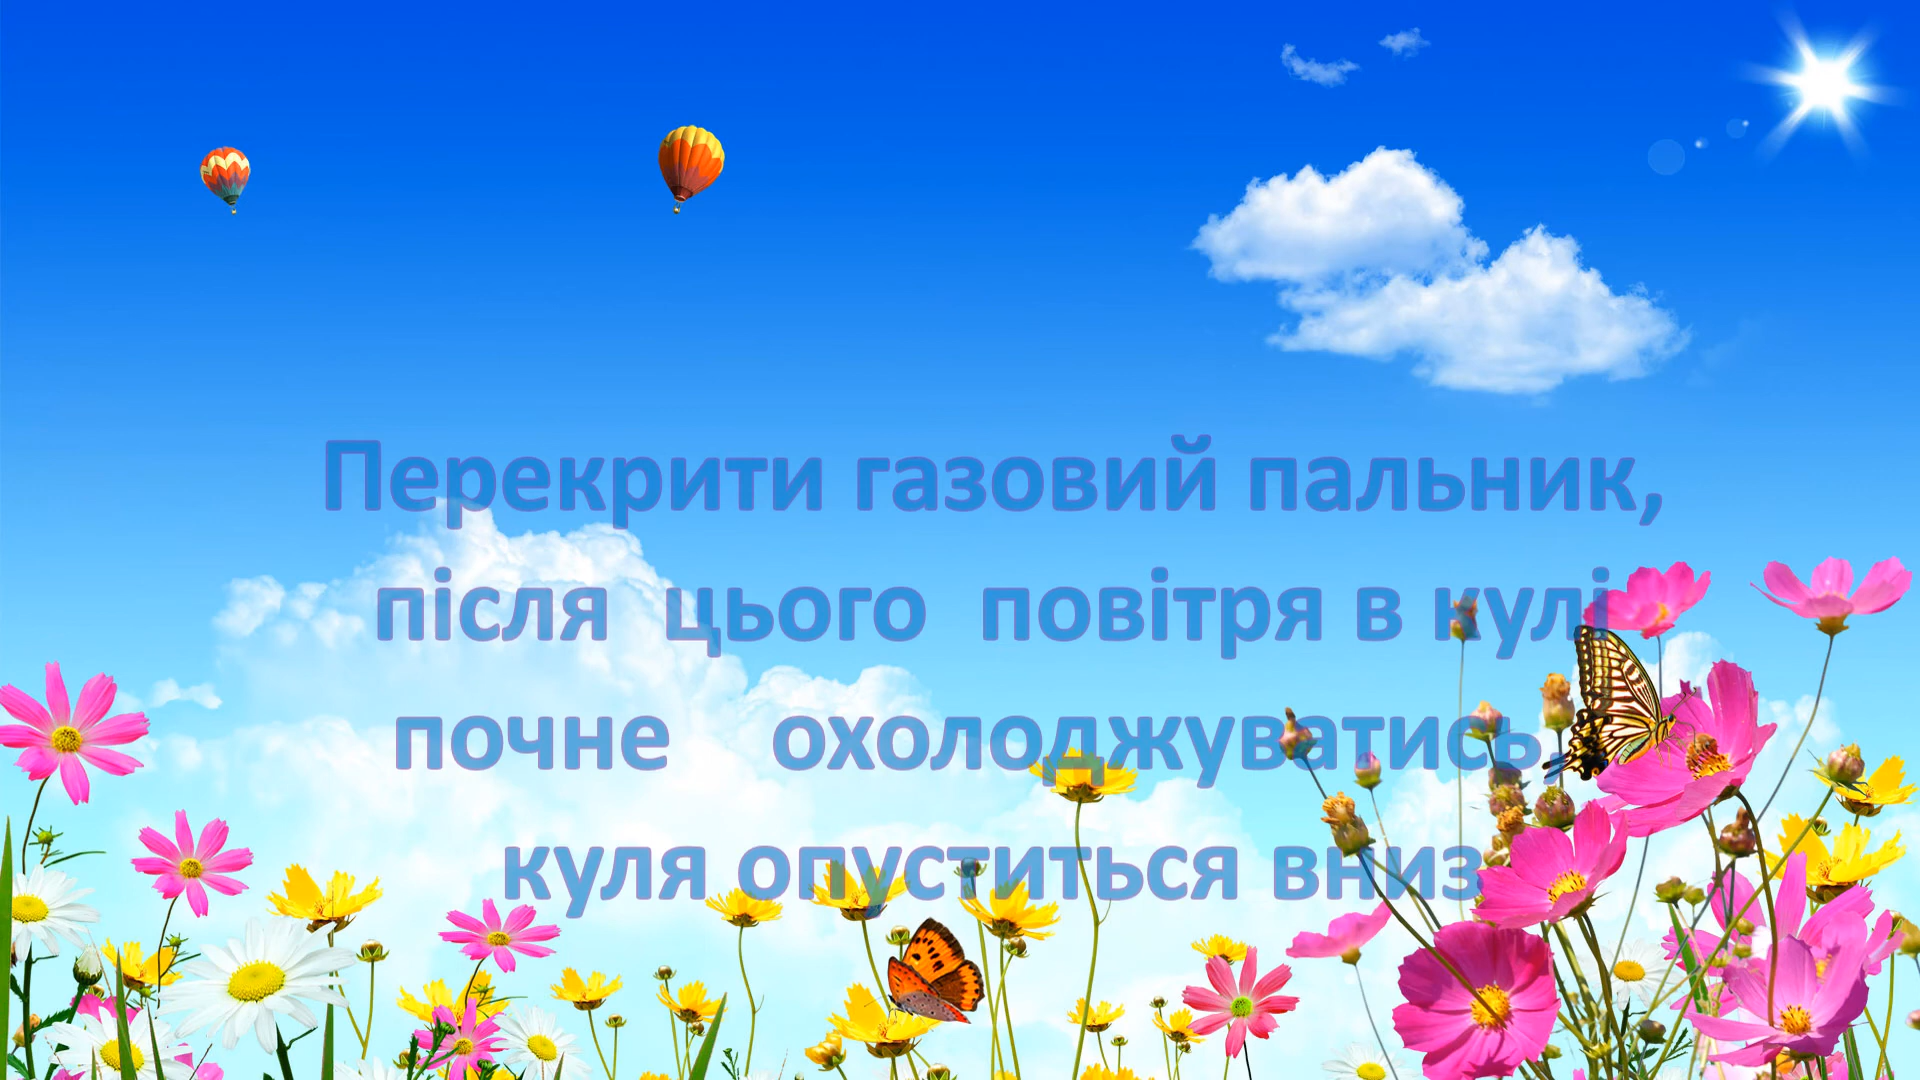 Перекрити газовий пальник,
після цього повітря в кулі
почне охолоджуватись,
куля опуститься вниз